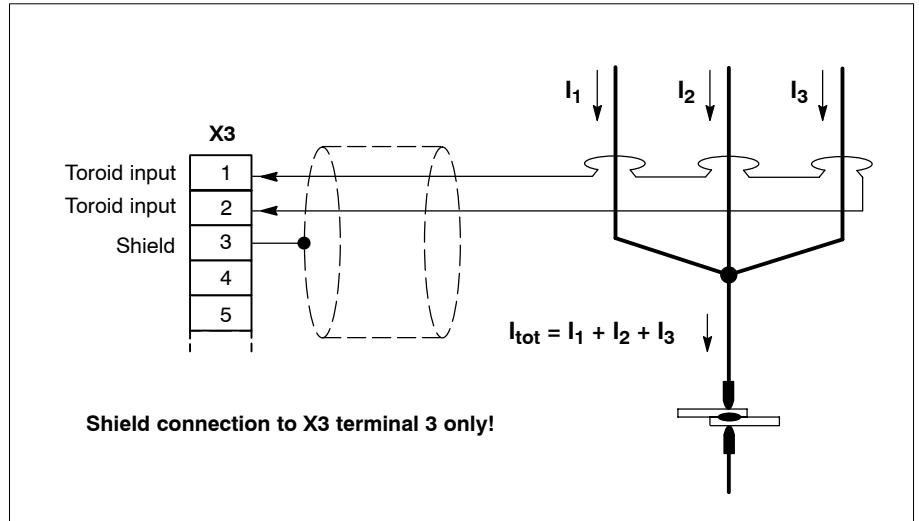 I1
I2
I3
X3
Toroid input
1
Toroid input
2
Shield
3
4
5
Itot = I1 + I2 + I3
Shield connection to X3 terminal 3 only!